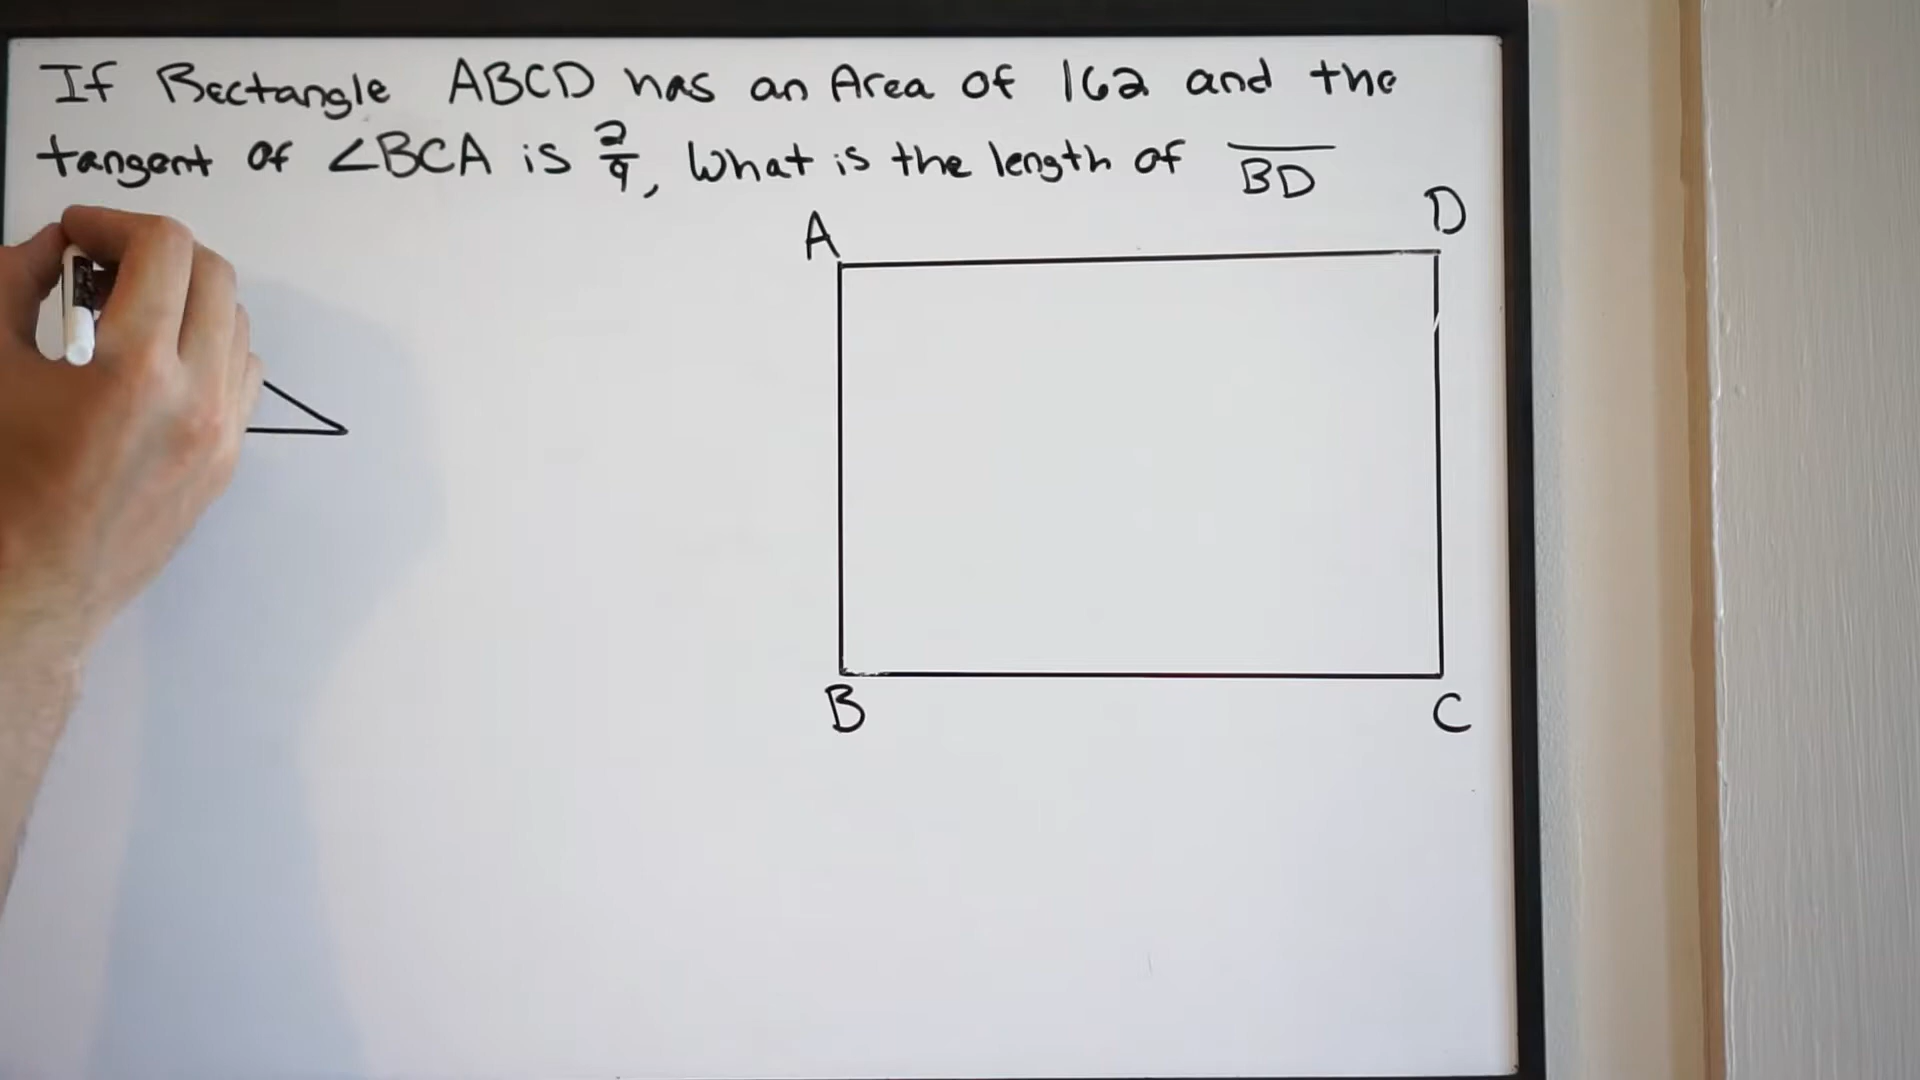 If Rectangle ABCD has an Area of 162 and the
tangent of ∠BCA is 2/9, What is the length of BD
A D
B C